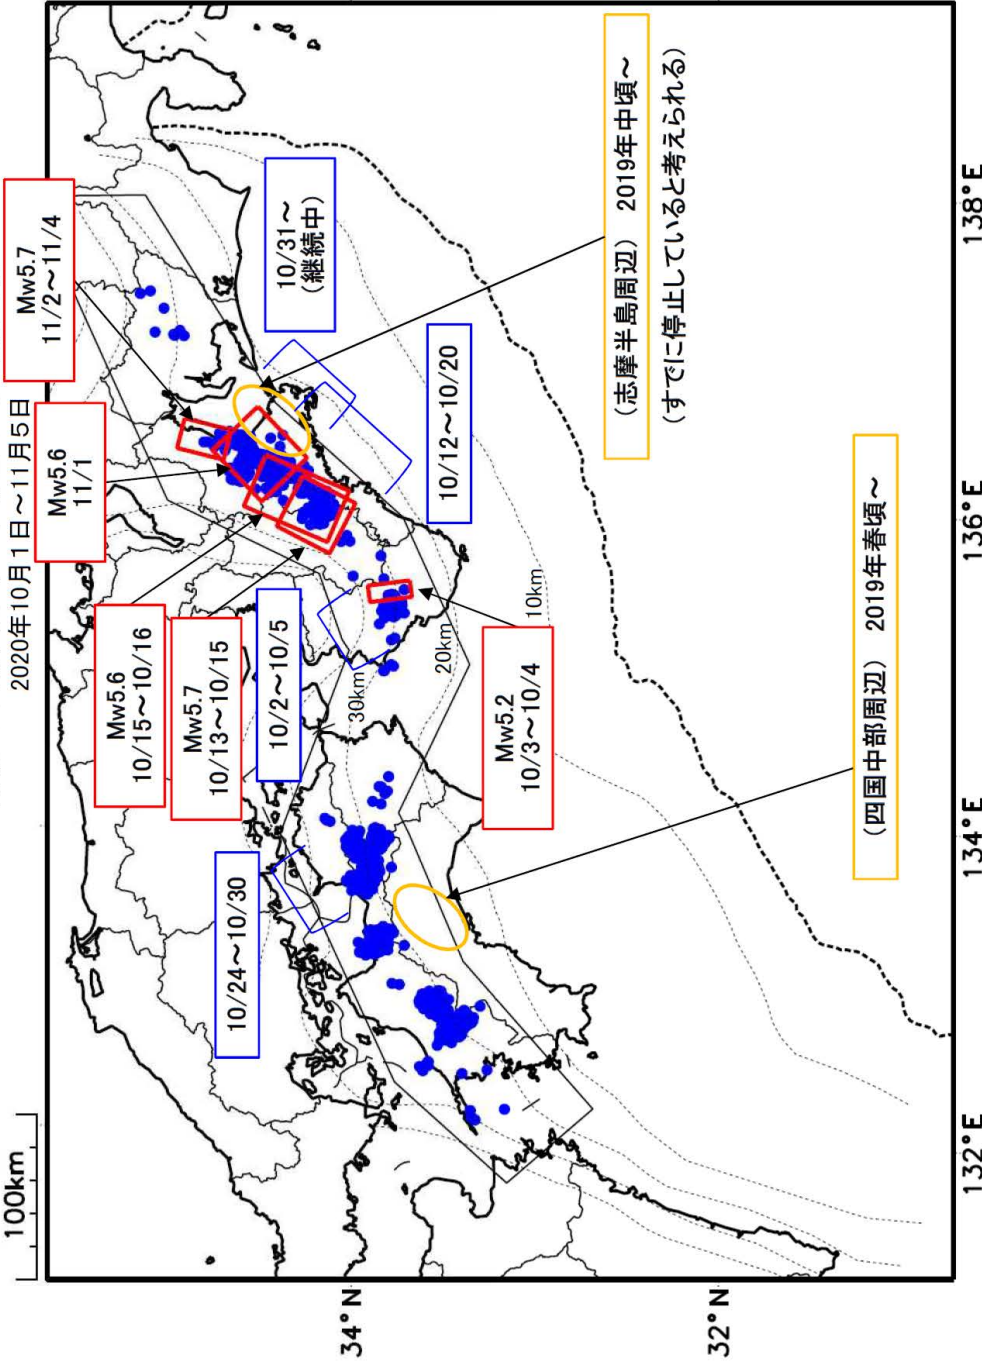 2020年10月1日～11月5日
100km
Mw5.6
10/15～10/16
Mw5.7
10/13～10/15
Mw5.6
11/1
Mw5.7
11/2～11/4
10/24～10/30
10/2～10/5
10/31～
（継続中）
10/12～10/20
Mw5.2
10/3～10/4
30km
20km
10km
（志摩半島周辺） 2019年中頃～
（すでに停止していると考えられる）
（四国中部周辺） 2019年春頃～
34°N
32°N
132°E
134°E
136°E
138°E